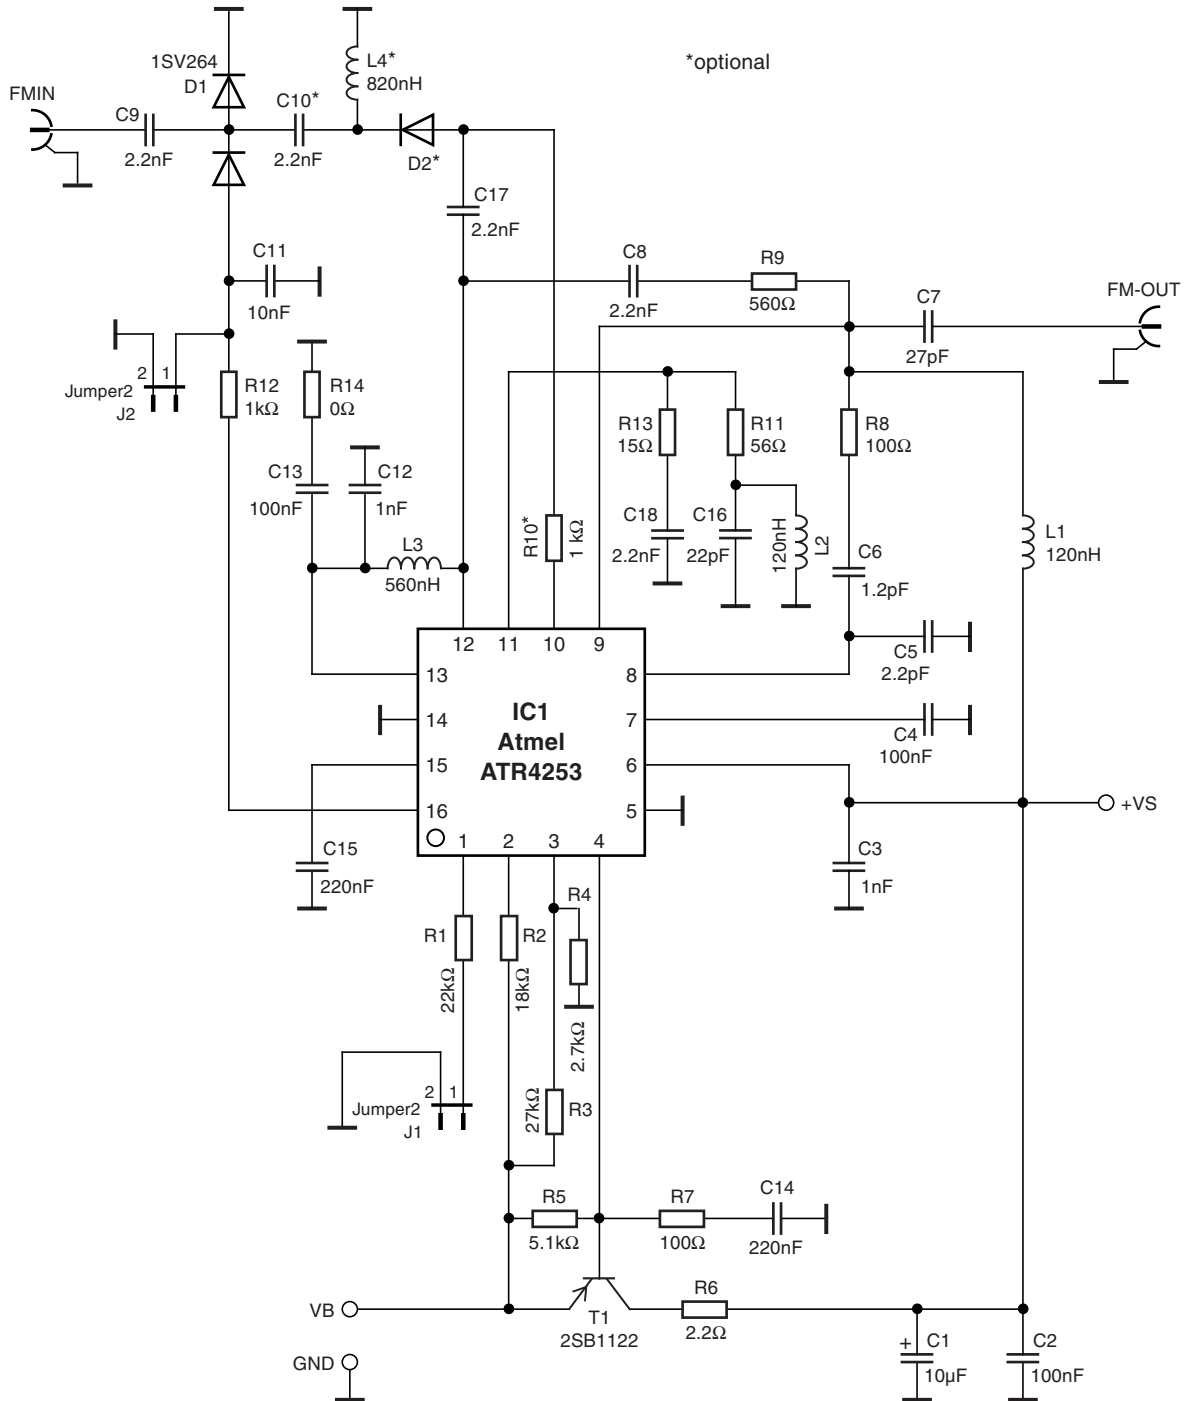 1SV264
D1
L4*
820nH
*optional
FMIN
C9
2.2nF
C10*
2.2nF
D2*
C17
2.2nF
C11
10nF
C8
2.2nF
R9
560Ω
C7
27pF
FM-OUT
2 1
Jumper2
J2
R12
1kΩ
R14
0Ω
R13
15Ω
R11
56Ω
R8
100Ω
C13
100nF
C12
1nF
R10*
1 kΩ
C18
2.2nF
C16
22pF
120nH
L2
L1
120nH
C6
1.2pF
L3
560nH
12 11 10 9
13
14
15
16
8
7
6
5
IC1
Atmel
ATR4253
1 2 3 4
C5
2.2pF
C4
100nF
+VS
C3
1nF
C15
220nF
R1
22kΩ
R2
18kΩ
R4
2.7kΩ
27kΩ
R3
2 1
Jumper2
J1
R5
5.1kΩ
R7
100Ω
C14
220nF
VB
T1
2SB1122
R6
2.2Ω
GND
+
C1
10µF
C2
100nF